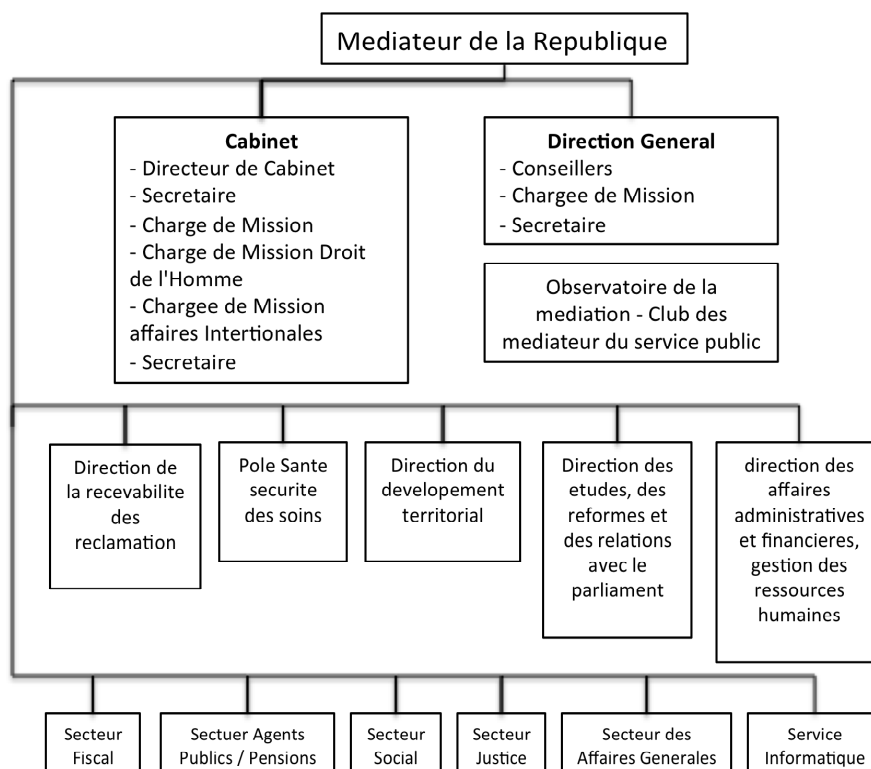 Mediateur de la Republique
Cabinet
- Directeur de Cabinet
- Secretaire
- Charge de Mission
- Charge de Mission Droit
de l'Homme
- Chargee de Mission
affaires Intertionales
- Secretaire
Direction General
- Conseillers
- Chargee de Mission
- Secretaire
Observatoire de la
mediation - Club des
mediateur du service public
Direction de
la recevabilite
des
reclamation
Pole Sante
securite
des soins
Direction du
developement
territorial
Direction des
etudes, des
reformes et
des relations
avec le
parliament
direction des
affaires
administratives
et financieres,
gestion des
ressources
humaines
Secteur
Fiscal
Sectuer Agents
Publics / Pensions
Secteur
Social
Secteur
Justice
Secteur des
Affaires Generales
Service
Informatique